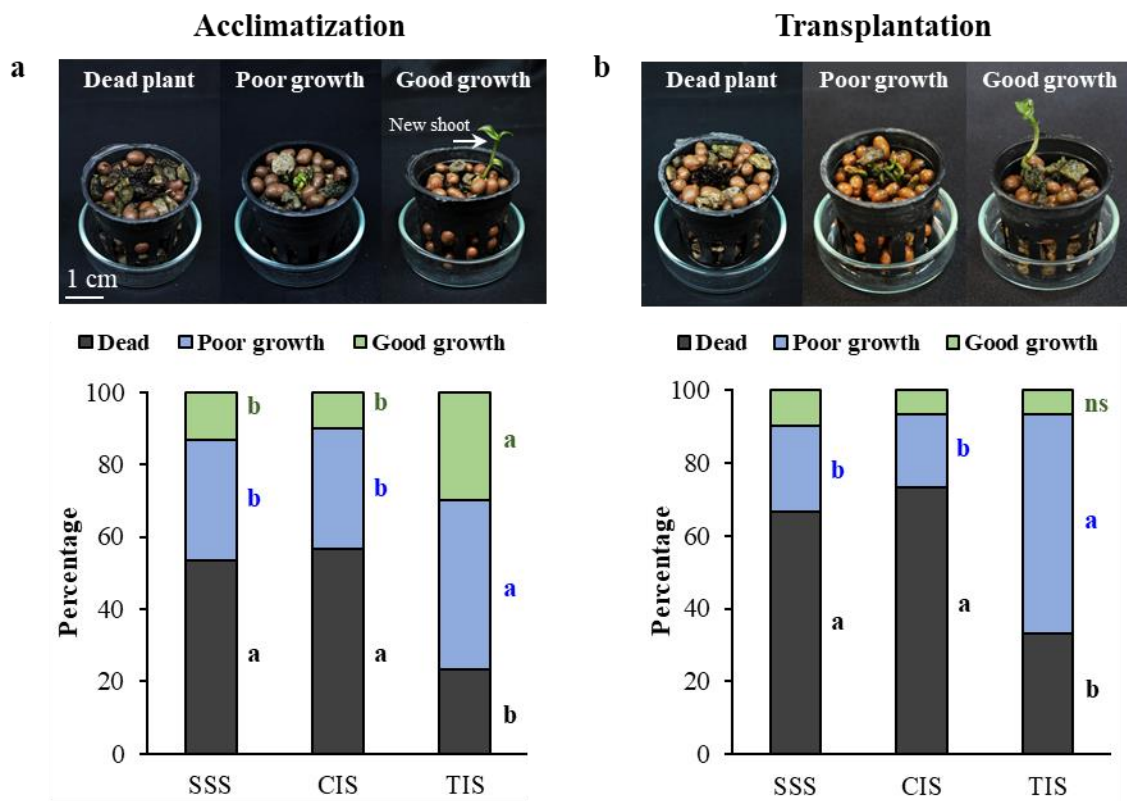 Acclimatization
Transplantation
a
Dead plant
Poor growth
Good growth
New shoot
1 cm
b
Dead plant
Poor growth
Good growth
Dead
Poor growth
Good growth
Percentage
100
80
60
40
20
0
b
b
a
b
b
a
a
a
b
SSS
CIS
TIS
Dead
Poor growth
Good growth
Percentage
100
80
60
40
20
0
ns
b
b
a
a
a
b
SSS
CIS
TIS